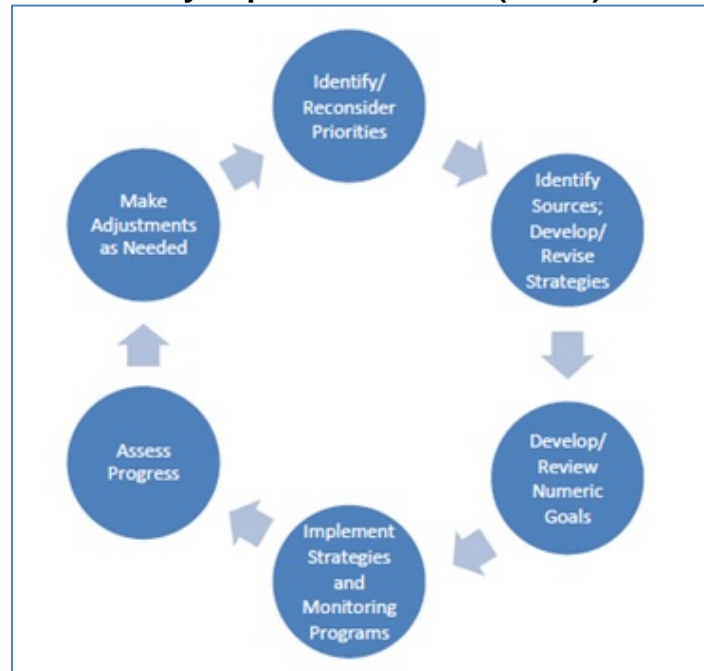 Identify/
Reconsider
Priorities
Identify
Sources;
Develop/
Revise
Strategies
Develop/
Review
Numeric
Goals
Implement
Strategies
and
Monitoring
Programs
Assess
Progress
Make
Adjustments
as Needed